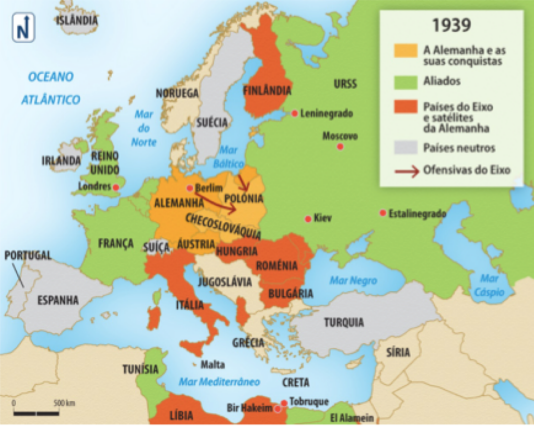 N
1939
A Alemanha e as
suas conquistas
Aliados
Países do Eixo
e satélites
da Alemanha
Países neutros
Ofensivas do Eixo
ISLÂNDIA
OCEANO
ATLÂNTICO
NORUEGA
FINLÂNDIA
URSS
SUÉCIA
Leninegrado
Mar
do
Norte
Moscovo
Mar
Báltico
IRLANDA
REINO
UNIDO
Londres
Berlim
ALEMANHA
POLÓNIA
CHECOSLOVÁQUIA
Kiev
Estalinegrado
FRANÇA
SUÍÇA
ÁUSTRIA
HUNGRIA
ROMÉNIA
PORTUGAL
ESPANHA
JUGOSLÁVIA
ITÁLIA
BULGÁRIA
Mar Negro
Mar
Cáspio
TURQUIA
GRÉCIA
SÍRIA
TUNÍSIA
Malta
Mar Mediterrâneo
CRETA
Tobruque
Bir Hakeim
LÍBIA
El Alamein
0 500 km